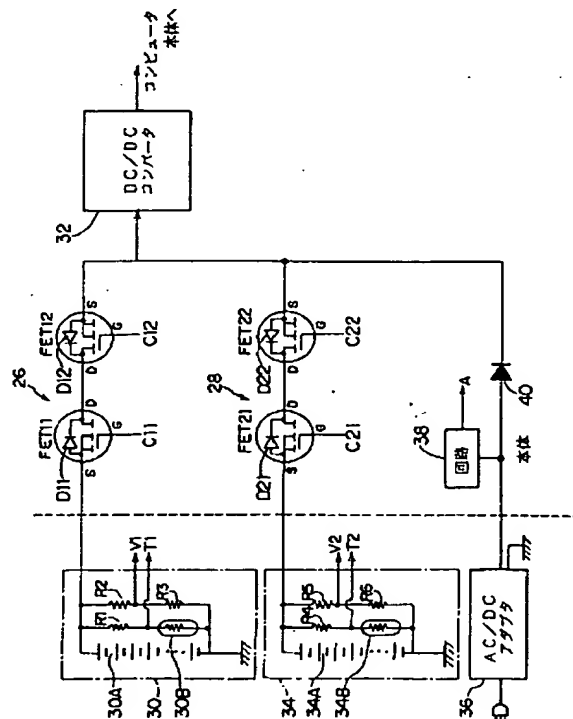 コンピュータ
本体へ
DC/DC
コンバータ
32
26
FET11
D11
S
D
G
C11
FET12
D12
D
S
G
C12
28
FET21
D21
S
D
G
C21
FET22
D22
D
S
G
C22
38
回路
A
本体
40
30A
30
30B
R1
R2
R3
V1
T1
34
34A
34B
R4
R5
R6
V2
T2
36
AC/DC
アダプタ